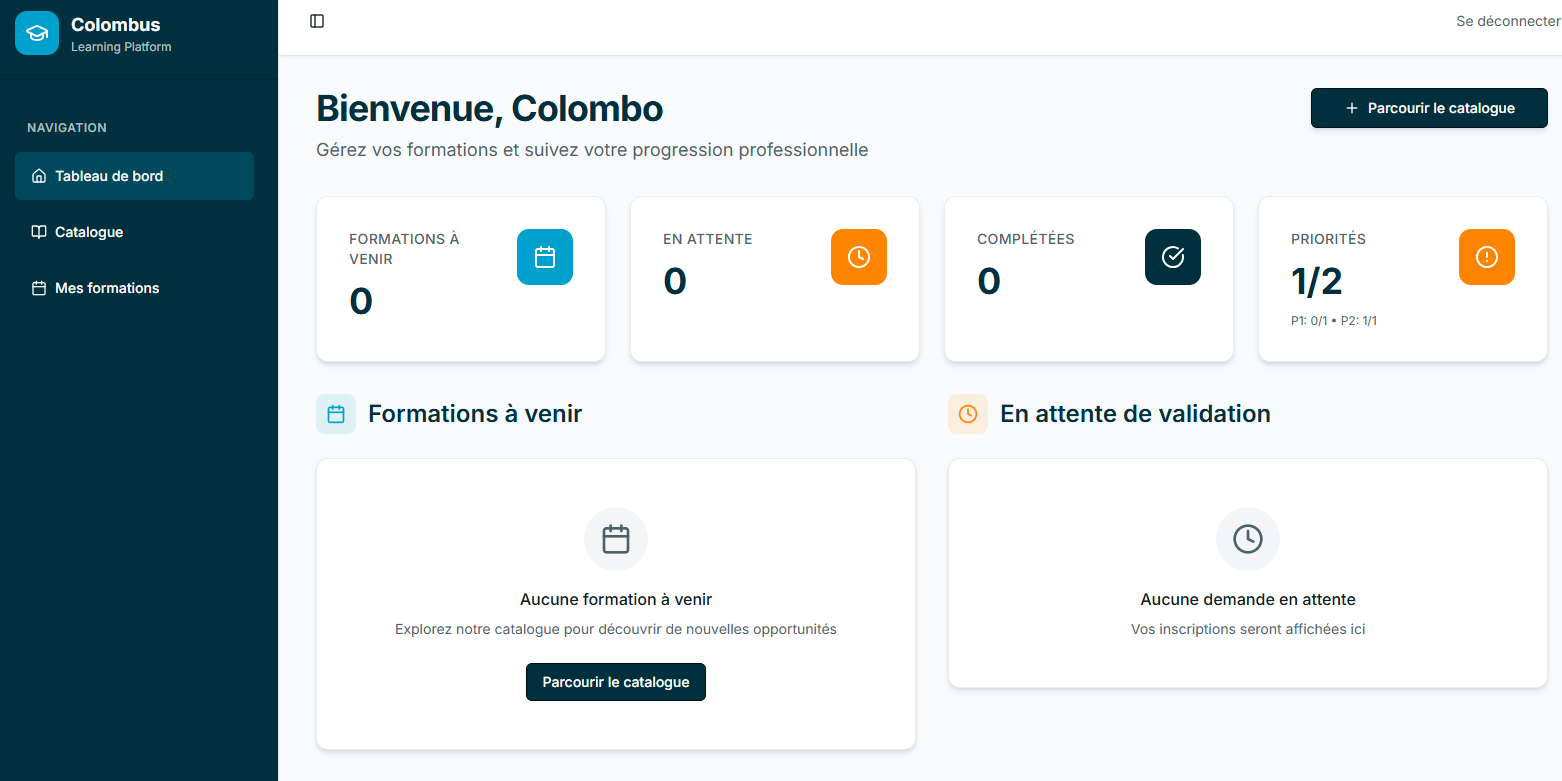 Colombus
Learning Platform
NAVIGATION
Tableau de bord
Catalogue
Mes formations
Se déconnecter
Bienvenue, Colombo
Gérez vos formations et suivez votre progression professionnelle
Parcourir le catalogue
FORMATIONS À
VENIR
0
EN ATTENTE
0
COMPLÉTÉES
0
PRIORITÉS
1/2
P1: 0/1 • P2: 1/1
Formations à venir
Aucune formation à venir
Explorez notre catalogue pour découvrir de nouvelles opportunités
Parcourir le catalogue
En attente de validation
Aucune demande en attente
Vos inscriptions seront affichées ici